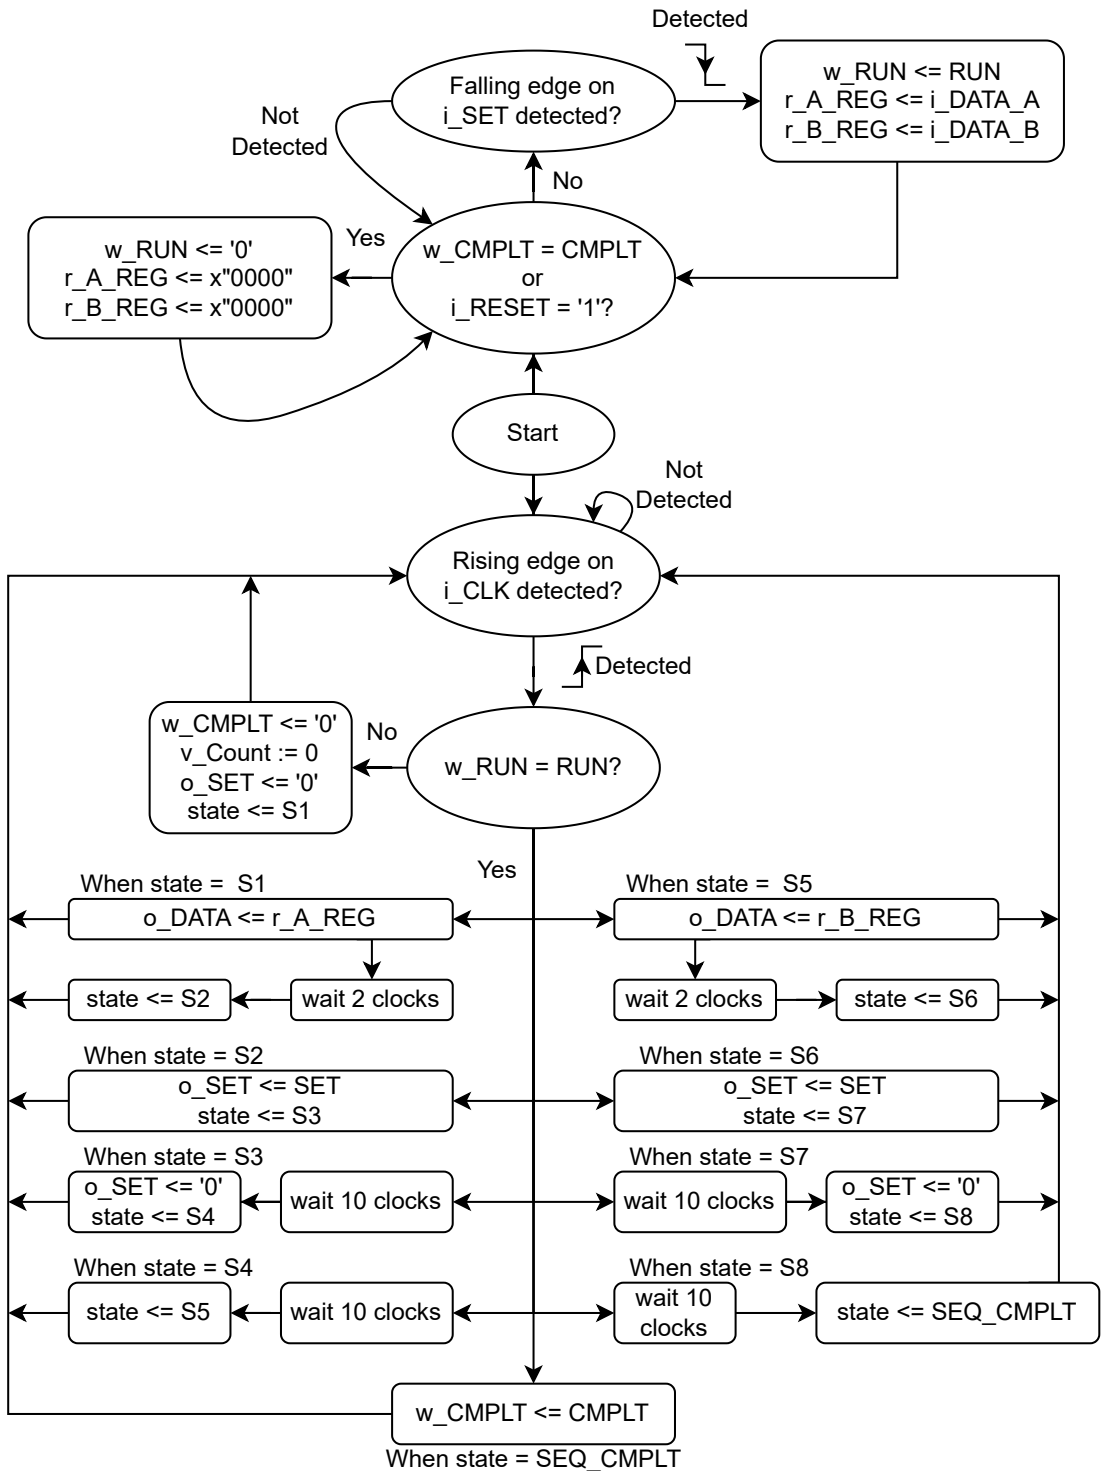 Detected
Falling edge on
i_SET detected?
w_RUN <= RUN
r_A_REG <= i_DATA_A
r_B_REG <= i_DATA_B
Not
Detected
No
Yes
w_CMPLT = CMPLT
or
i_RESET = '1'?
w_RUN <= '0'
r_A_REG <= x"0000"
r_B_REG <= x"0000"
Start
Not
Detected
Rising edge on
i_CLK detected?
Detected
w_CMPLT <= '0'
v_Count := 0
o_SET <= '0'
state <= S1
No
w_RUN = RUN?
Yes
When state =  S1
o_DATA <= r_A_REG
wait 2 clocks
state <= S2
When state = S2
o_SET <= SET
state <= S3
When state = S3
wait 10 clocks
o_SET <= '0'
state <= S4
When state = S4
wait 10 clocks
state <= S5
When state =  S5
o_DATA <= r_B_REG
wait 2 clocks
state <= S6
When state = S6
o_SET <= SET
state <= S7
When state = S7
wait 10 clocks
o_SET <= '0'
state <= S8
When state = S8
wait 10
clocks
state <= SEQ_CMPLT
w_CMPLT <= CMPLT
When state = SEQ_CMPLT